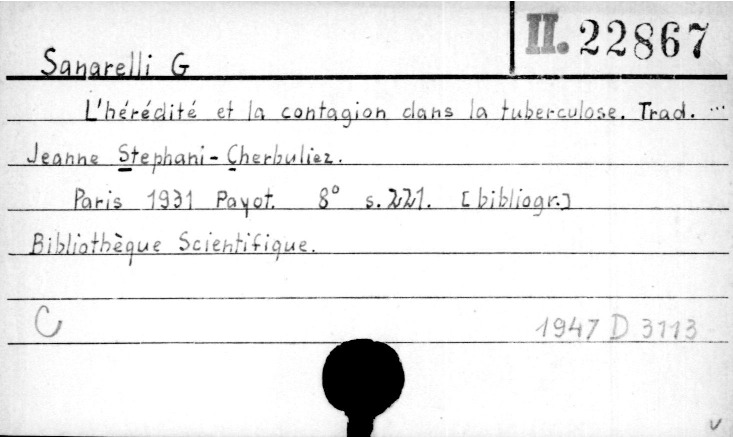 II. 22867
Sanarelli G
L'hérédité et la contagion dans la tuberculose. Trad. ...
Jeanne Stephani-Cherbuliez.
Paris 1931 Payot. 8° s. 221. [bibliogr.]
Bibliothèque Scientifique.
C 1947 D 3113
v